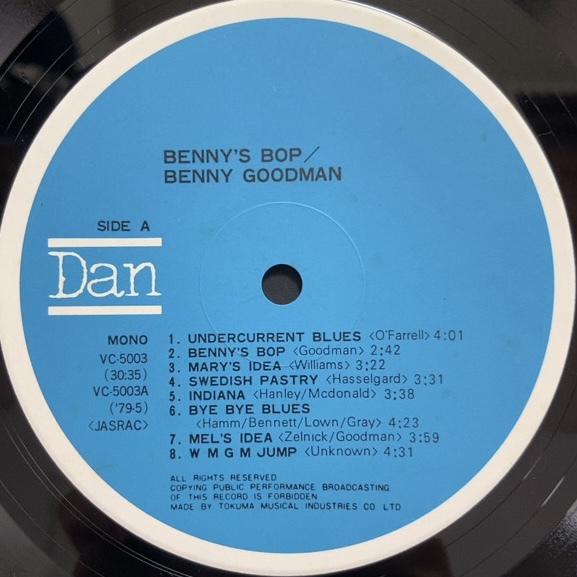 BENNY'S BOP/
BENNY GOODMAN
SIDE A
Dan
MONO
VC-5003
(30:35)
VC-5003A
('79·5)
<JASRAC>
1. UNDERCURRENT BLUES <O'Farrell> 4:01
2. BENNY'S BOP <Goodman> 2:42
3. MARY'S IDEA <Williams> 3:22
4. SWEDISH PASTRY <Hasselgard> 3:31
5. INDIANA <Hanley/Mcdonald> 3:38
6. BYE BYE BLUES
<Hamm/Bennett/Lown/Gray> 4:23
7. MEL'S IDEA <Zelnick/Goodman> 3:59
8. W M G M JUMP <Unknown> 4:31
ALL RIGHTS RESERVED
COPYING PUBLIC PERFORMANCE BROADCASTING
OF THIS RECORD IS FORBIDDEN
MADE BY TOKUMA MUSICAL INDUSTRIES CO LTD